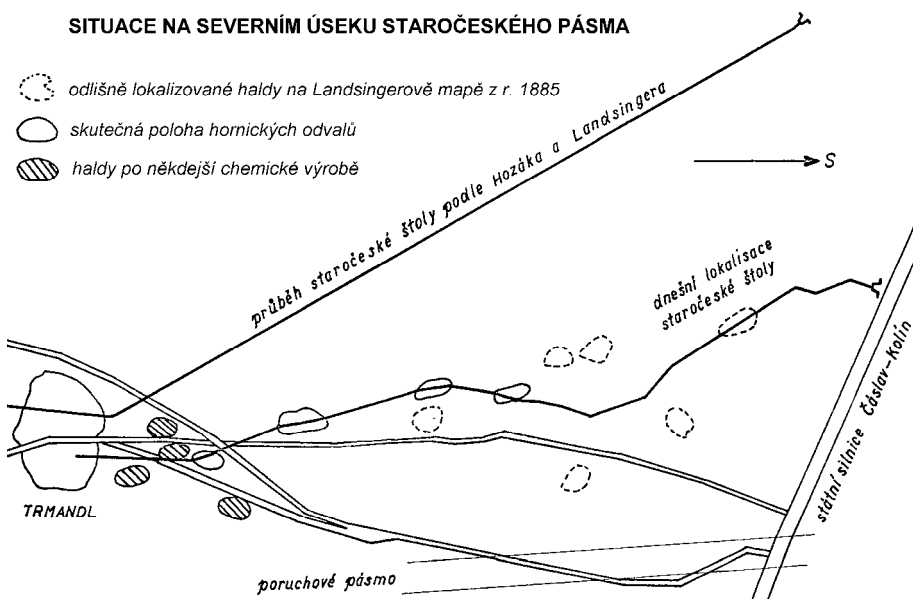 SITUACE NA SEVERNÍM ÚSEKU STAROČESKÉHO PÁSMA
odlišně lokalizované haldy na Landsingerově mapě z r. 1885
skutečná poloha hornických odvalů
haldy po někdejší chemické výrobě
průběh staročeské štoly podle Hozáka a Landsingera
S
dnešní lokalisace
staročeské štoly
státní silnice Čáslav-Kolín
TRMANDL
poruchové pásmo